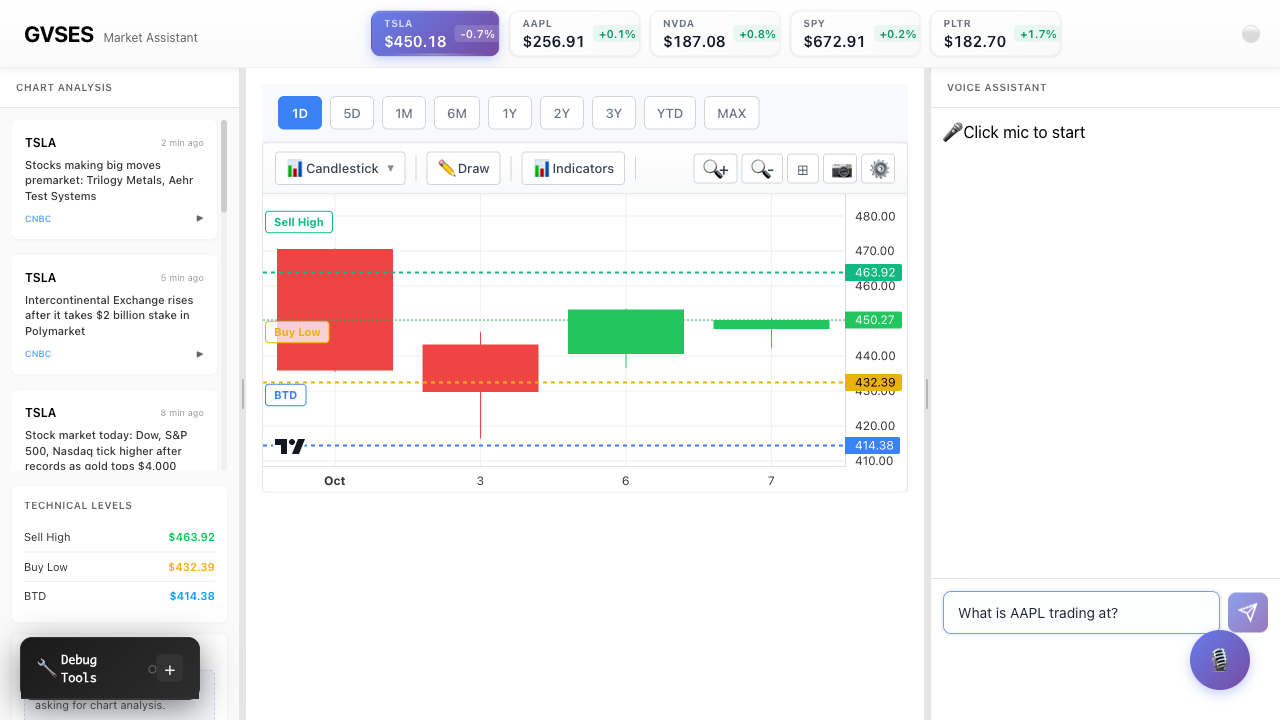 GVSES Market Assistant
TSLA
$450.18 -0.7%
AAPL
$256.91 +0.1%
NVDA
$187.08 +0.8%
SPY
$672.91 +0.2%
PLTR
$182.70 +1.7%
CHART ANALYSIS
TSLA 2 min ago
Stocks making big moves
premarket: Trilogy Metals, Aehr
Test Systems
CNBC
TSLA 5 min ago
Intercontinental Exchange rises
after it takes $2 billion stake in
Polymarket
CNBC
TSLA 8 min ago
Stock market today: Dow, S&P
500, Nasdaq tick higher after
records as gold tops $4,000
TECHNICAL LEVELS
Sell High $463.92
Buy Low $432.39
BTD $414.38
Debug
Tools
+
asking for chart analysis.
1D 5D 1M 6M 1Y 2Y 3Y YTD MAX
Candlestick Draw Indicators
Sell High
Buy Low
BTD
480.00
470.00
463.92
460.00
450.27
440.00
432.39
430.00
420.00
414.38
410.00
Oct 3 6 7
VOICE ASSISTANT
Click mic to start
What is AAPL trading at?